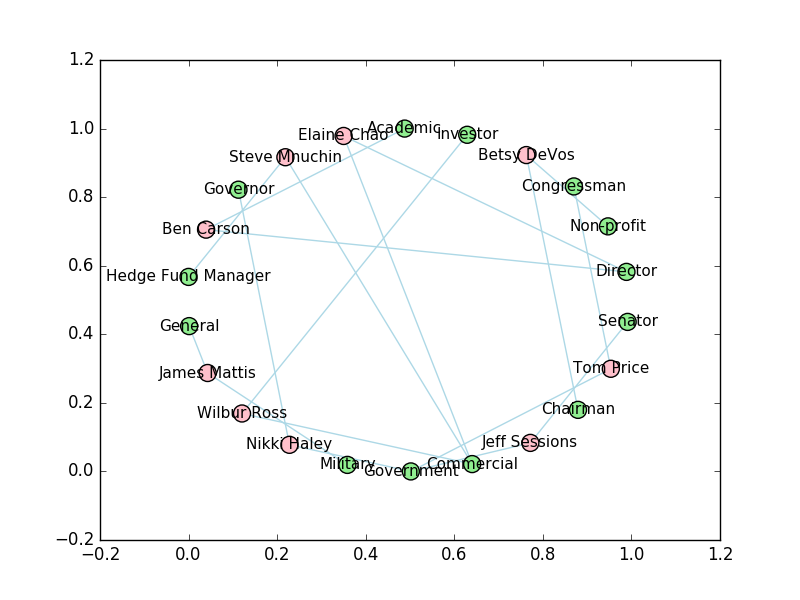 1.2
1.0
0.8
0.6
0.4
0.2
0.0
−0.2
Academic
Elaine Chao
Investor
Steve Mnuchin
Betsy DeVos
Congressman
Governor
Non-profit
Ben Carson
Director
Hedge Fund Manager
Senator
General
Tom Price
James Mattis
Chairman
Wilbur Ross
Jeff Sessions
Nikki Haley
Military
Government
Commercial
−0.2
0.0
0.2
0.4
0.6
0.8
1.0
1.2